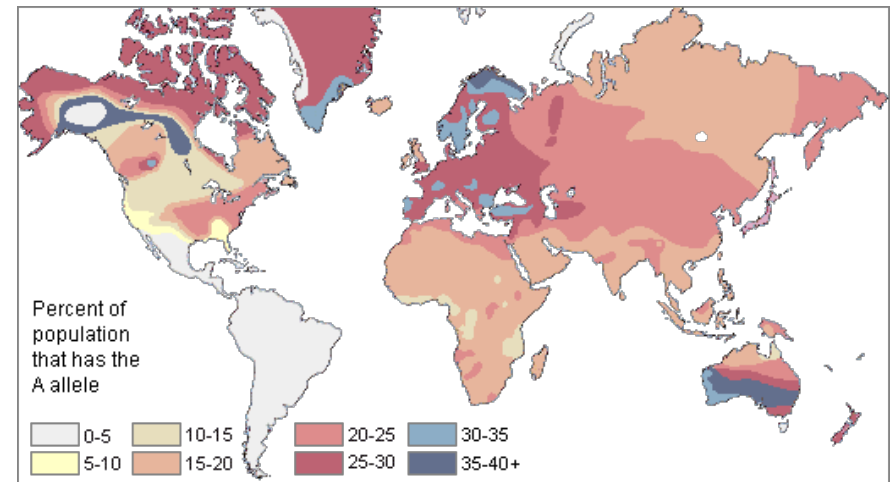 Percent of
population
that has the
A allele
0-5
10-15
20-25
30-35
5-10
15-20
25-30
35-40+